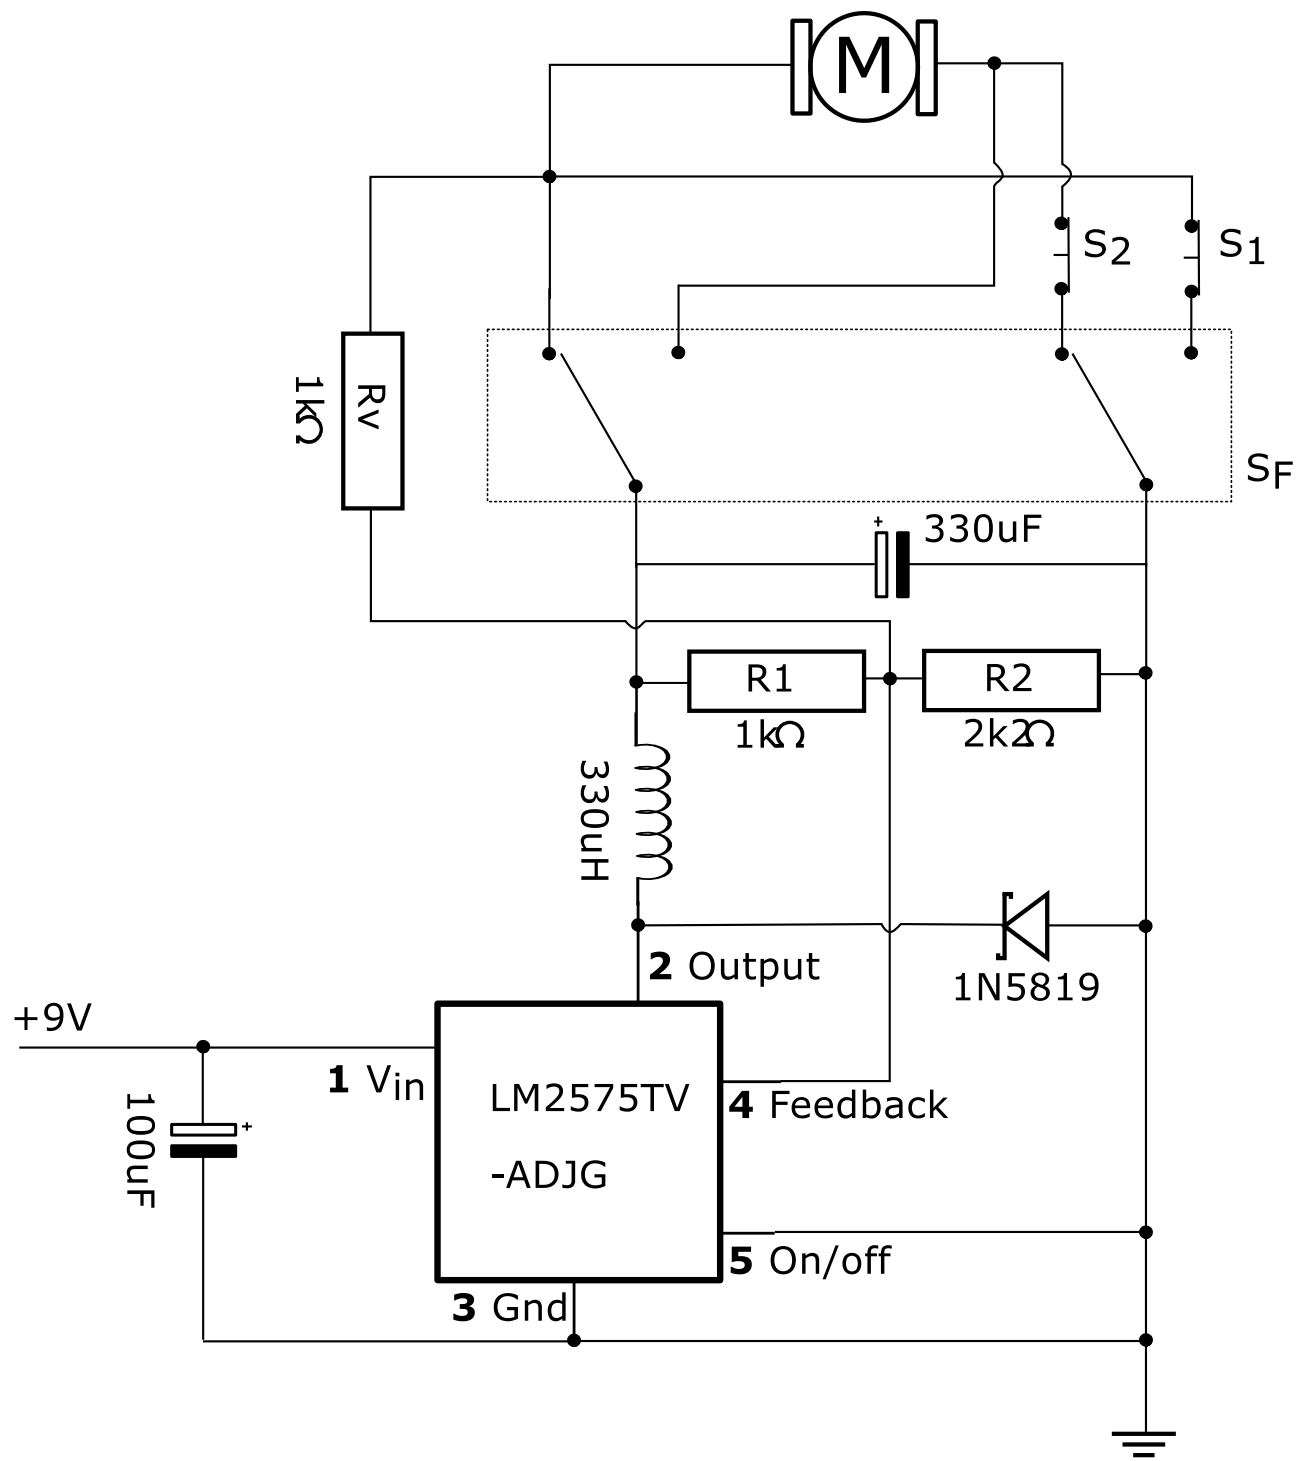 M
S2
S1
Rv
1kΩ
SF
+
330uF
R1
R2
1kΩ
2k2Ω
330uH
2 Output
1N5819
+9V
1 Vin
LM2575TV
4 Feedback
100uF
+
-ADJG
5 On/off
3 Gnd